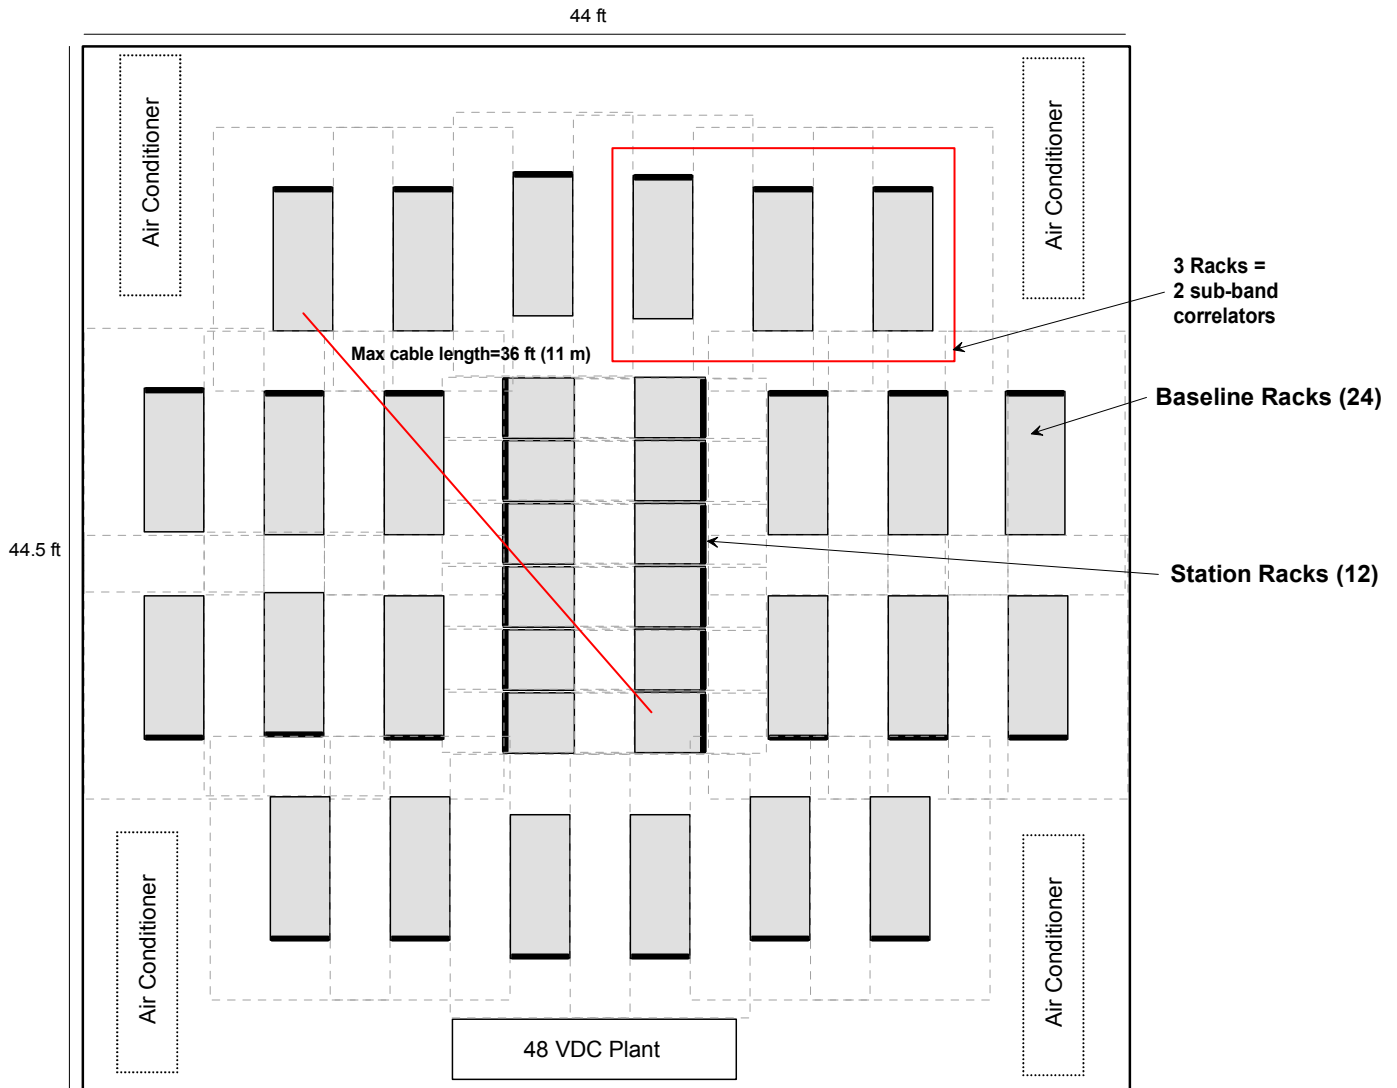 44 ft
Air Conditioner
Air Conditioner
3 Racks =
2 sub-band
correlators
Max cable length=36 ft (11 m)
Baseline Racks (24)
44.5 ft
Station Racks (12)
Air Conditioner
Air Conditioner
48 VDC Plant